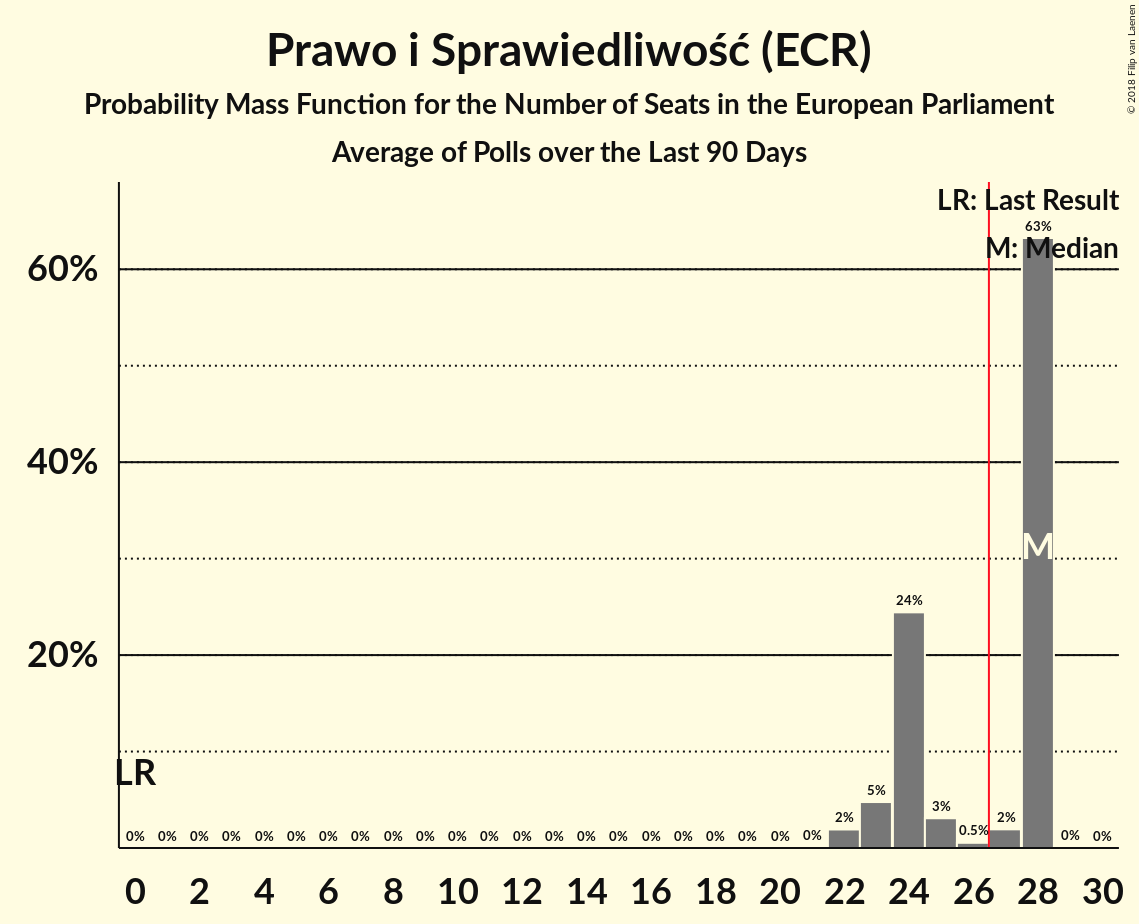 Prawo i Sprawiedliwość (ECR)
Probability Mass Function for the Number of Seats in the European Parliament
Average of Polls over the Last 90 Days
© 2018 Filip van Laenen
LR: Last Result
M: Median
63%
60%
40%
M
24%
20%
LR
5%
3%
2%
0.5%
2%
0% 0% 0% 0% 0% 0% 0% 0% 0% 0% 0% 0% 0% 0% 0% 0% 0% 0% 0% 0% 0% 0% 0% 0%
0 2 4 6 8 10 12 14 16 18 20 22 24 26 28 30